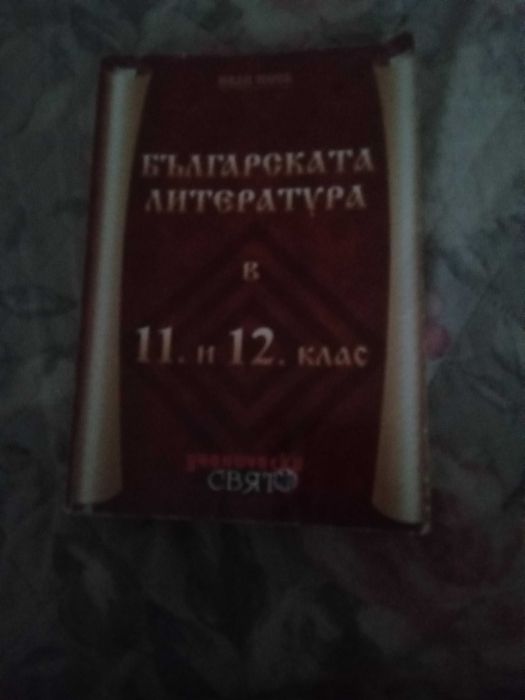 БЪЛГАРСКАТА
ЛИТЕРАТУРА
в
11. и 12. клас
СВЯТ